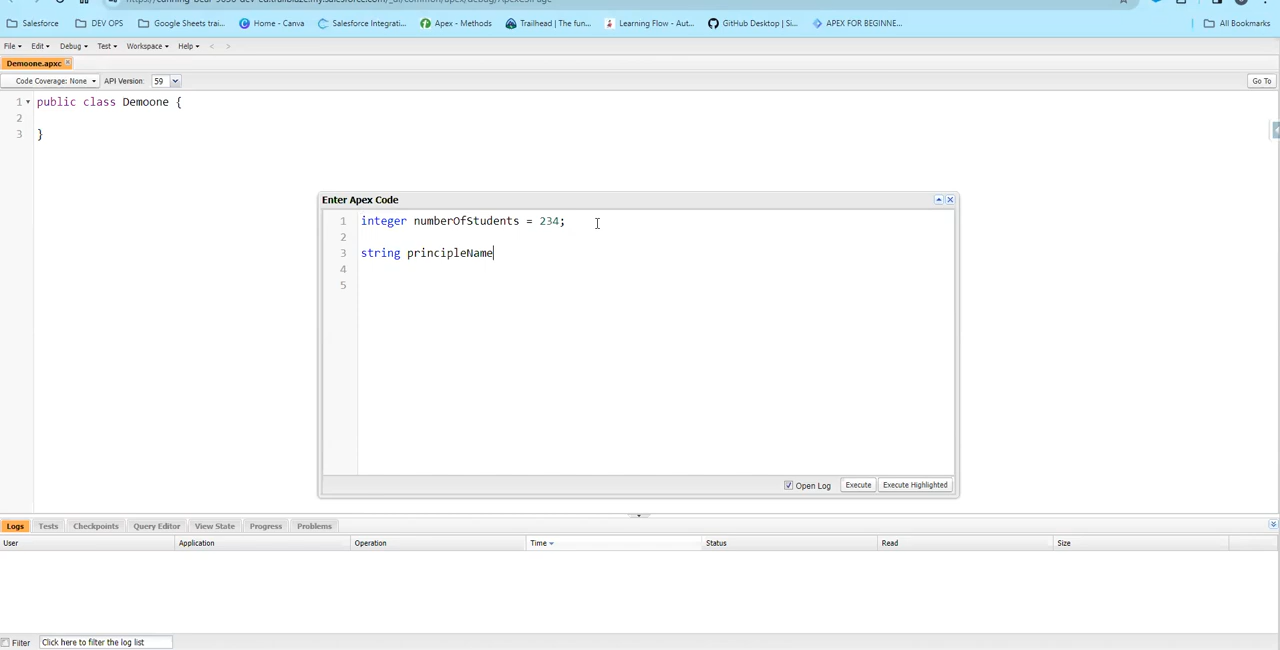 Salesforce DEV OPS Google Sheets trai... Home - Canva Salesforce Integrati... Apex - Methods Trailhead | The fun... Learning Flow - Aut... GitHub Desktop | Si... APEX FOR BEGINNE... All Bookmarks
File Edit Debug Test Workspace Help < >
Demoone.apxc
Code Coverage: None API Version: 59 Go To
1 public class Demoone {
2
3 }
Enter Apex Code
1 integer numberOfStudents = 234;
2
3 string principleName
4
5
Open Log Execute Execute Highlighted
Logs Tests Checkpoints Query Editor View State Progress Problems
User Application Operation Time Status Read Size
Filter Click here to filter the log list